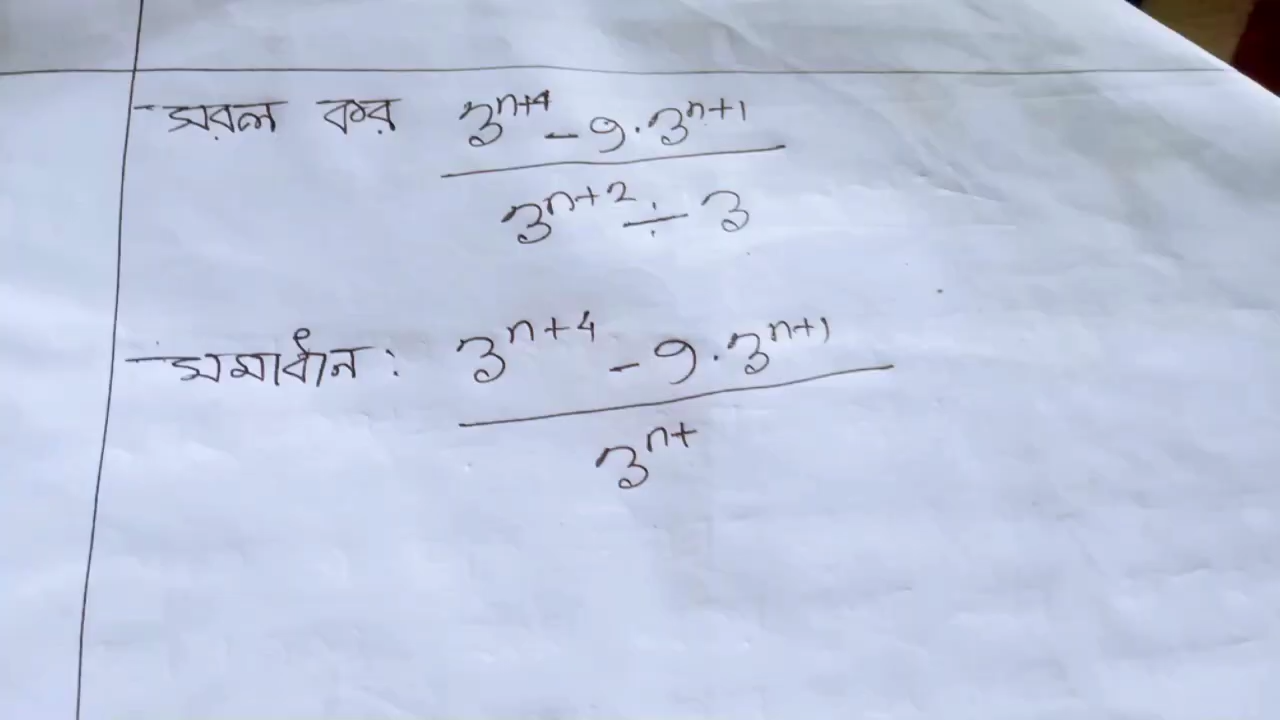 সরল কর 3^{n+4} - 9·3^{n+1}
3^{n+2} ÷ 3
সমাধান: 3^{n+4} - 9·3^{n+1}
3^{n+}